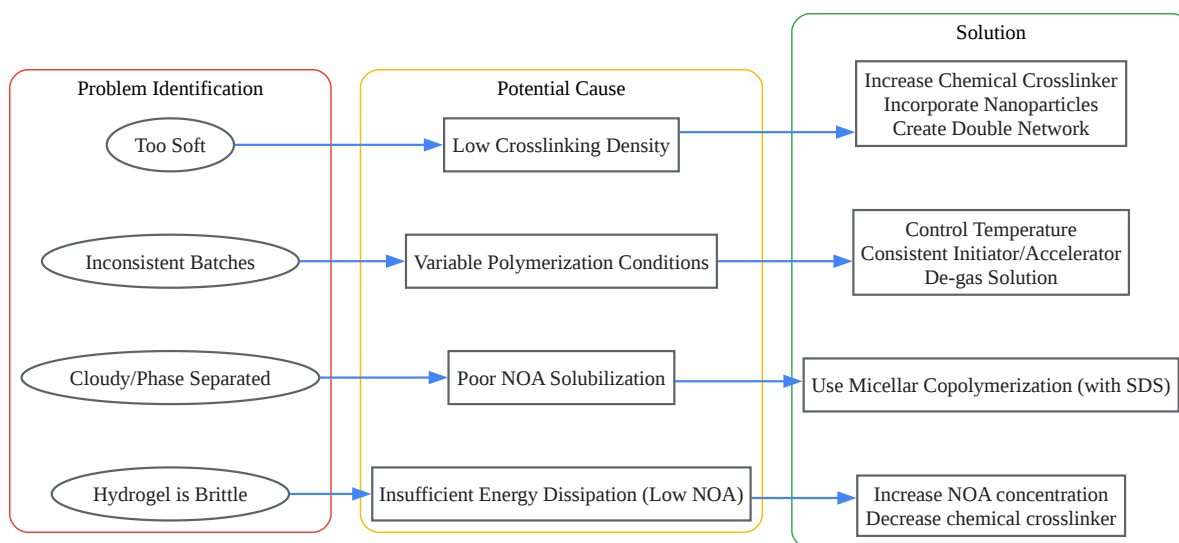 Solution
Problem Identification
Potential Cause
Increase Chemical Crosslinker
Incorporate Nanoparticles
Create Double Network
Too Soft
Low Crosslinking Density
Control Temperature
Consistent Initiator/Accelerator
De-gas Solution
Inconsistent Batches
Variable Polymerization Conditions
Cloudy/Phase Separated
Poor NOA Solubilization
Use Micellar Copolymerization (with SDS)
Hydrogel is Brittle
Insufficient Energy Dissipation (Low NOA)
Increase NOA concentration
Decrease chemical crosslinker